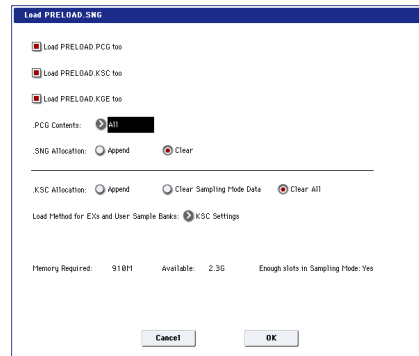 Load PRELOAD.SNG
Load PRELOAD.PCG too
Load PRELOAD.KSC too
Load PRELOAD.KGE too
.PCG Contents: All
.SNG Allocation: Append Clear
.KSC Allocation: Append Clear Sampling Mode Data Clear All
Load Method for EXs and User Sample Banks: KSC Settings
Memory Required: 910M Available: 2.3G Enough slots in Sampling Mode: Yes
Cancel OK